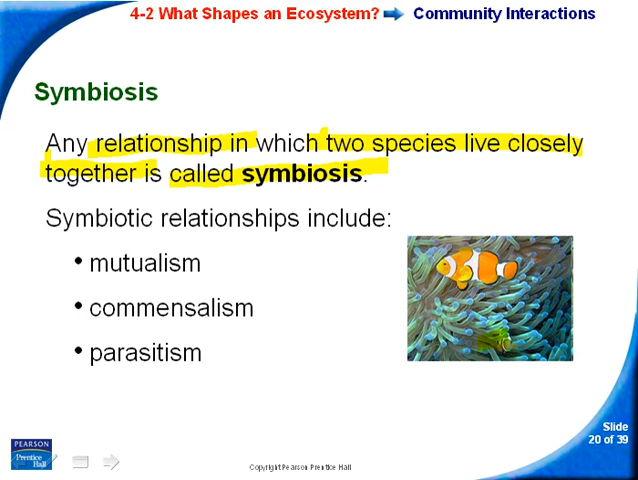 4-2 What Shapes an Ecosystem? Community Interactions
Symbiosis
Any relationship in which two species live closely
together is called symbiosis.
Symbiotic relationships include:
• mutualism
• commensalism
• parasitism
Slide
20 of 39
PEARSON
Prentice
Hall
Copyright Pearson Prentice Hall